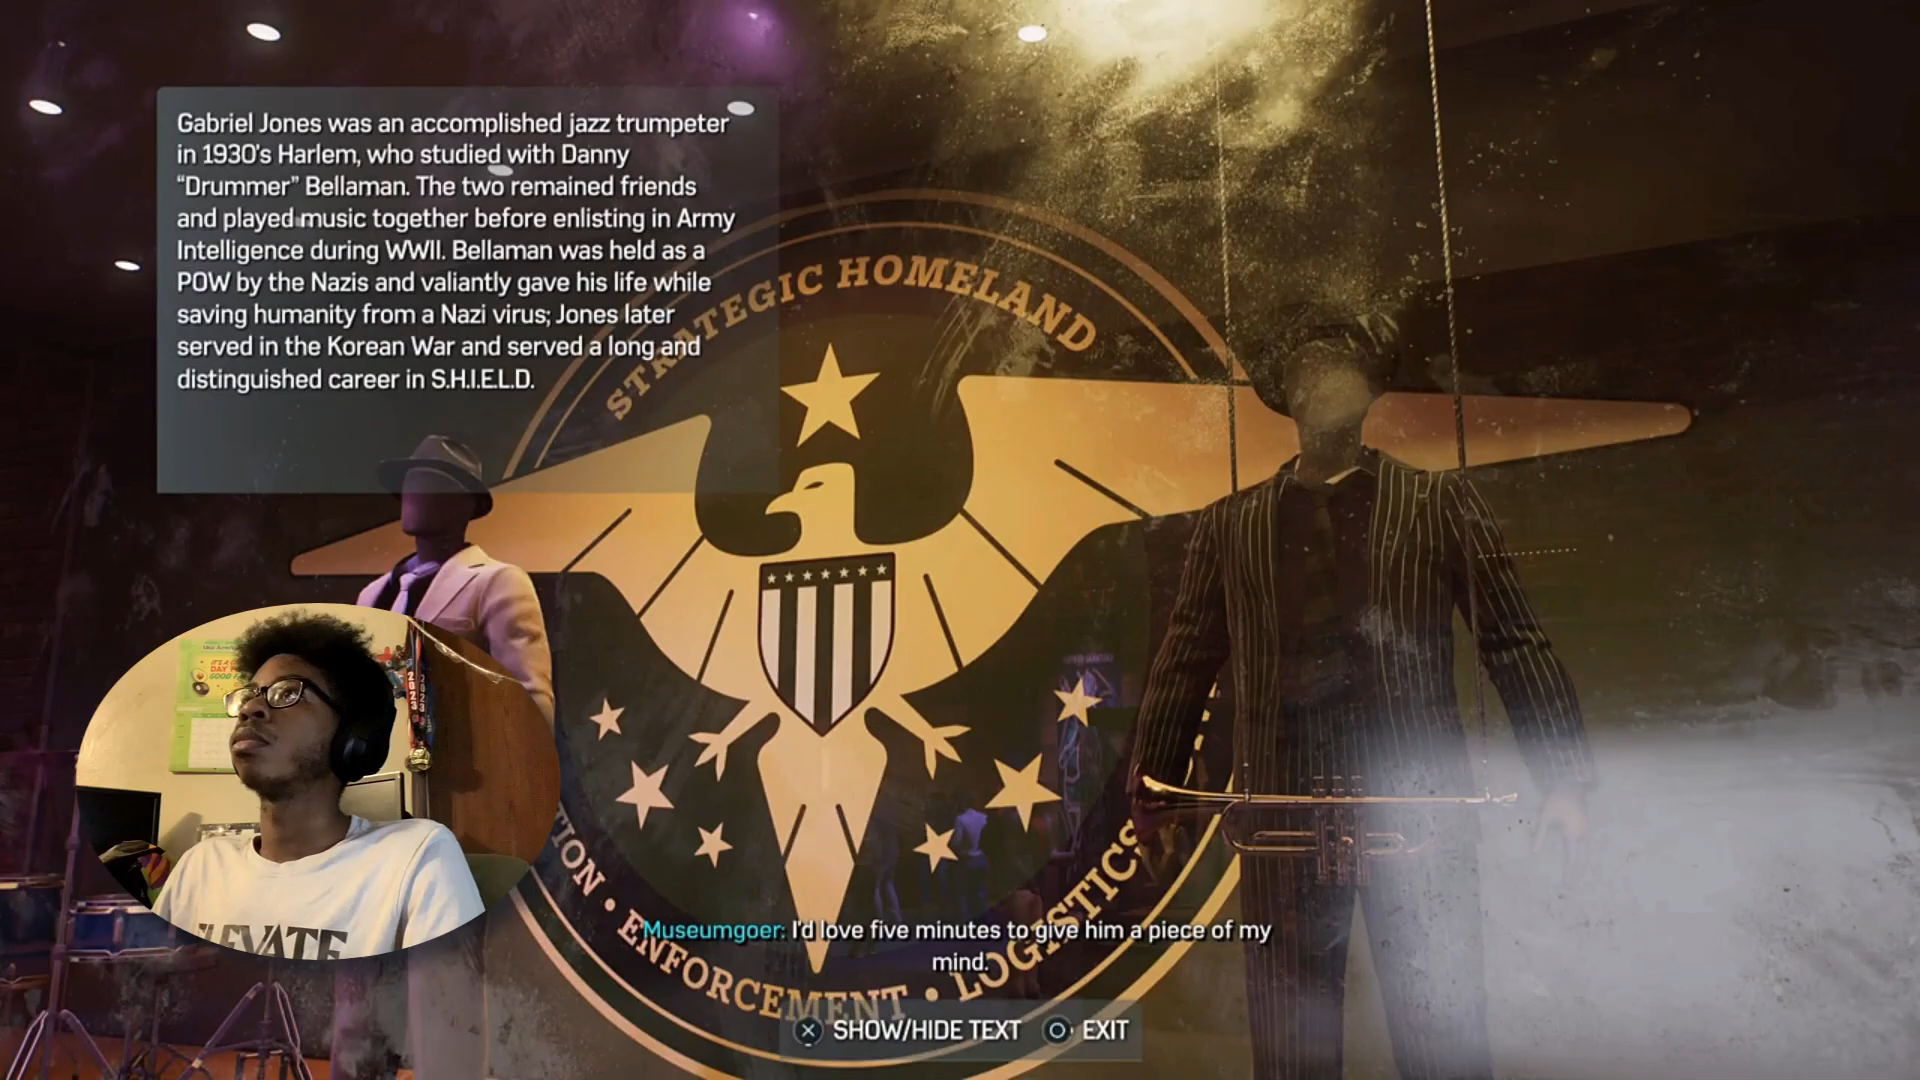 Gabriel Jones was an accomplished jazz trumpeter
in 1930's Harlem, who studied with Danny
“Drummer” Bellaman. The two remained friends
and played music together before enlisting in Army
Intelligence during WWII. Bellaman was held as a
POW by the Nazis and valiantly gave his life while
saving humanity from a Nazi virus; Jones later
served in the Korean War and served a long and
distinguished career in S.H.I.E.L.D.
STRATEGIC HOMELAND
TION • ENFORCEMENT • LOGISTICS
2023
2023
ELEVATE
Museumgoer: I'd love five minutes to give him a piece of my
mind.
SHOW/HIDE TEXT
EXIT